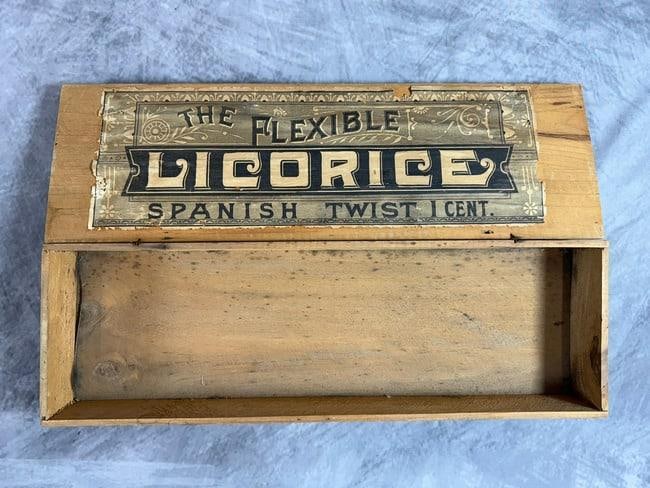 THE FLEXIBLE
LICORICE
SPANISH TWIST 1 CENT.